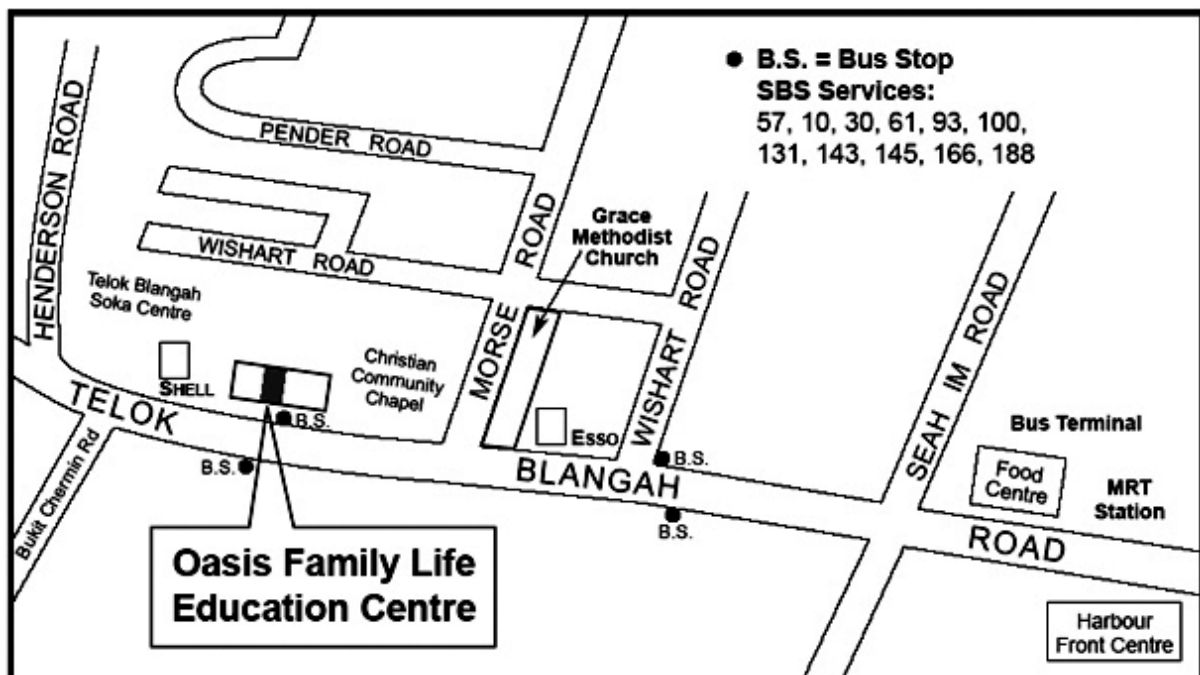 B.S. = Bus Stop
SBS Services:
57, 10, 30, 61, 93, 100,
131, 143, 145, 166, 188
HENDERSON ROAD
PENDER ROAD
WISHART ROAD
MORSE ROAD
Grace
Methodist
Church
WISHART ROAD
SEAH IM ROAD
Telok Blangah
Soka Centre
SHELL
Christian
Community
Chapel
ESSO
B.S.
B.S.
B.S.
B.S.
TELOK BLANGAH ROAD
Bukit Chermin Rd
Bus Terminal
Food
Centre
MRT
Station
Oasis Family Life
Education Centre
Harbour
Front Centre